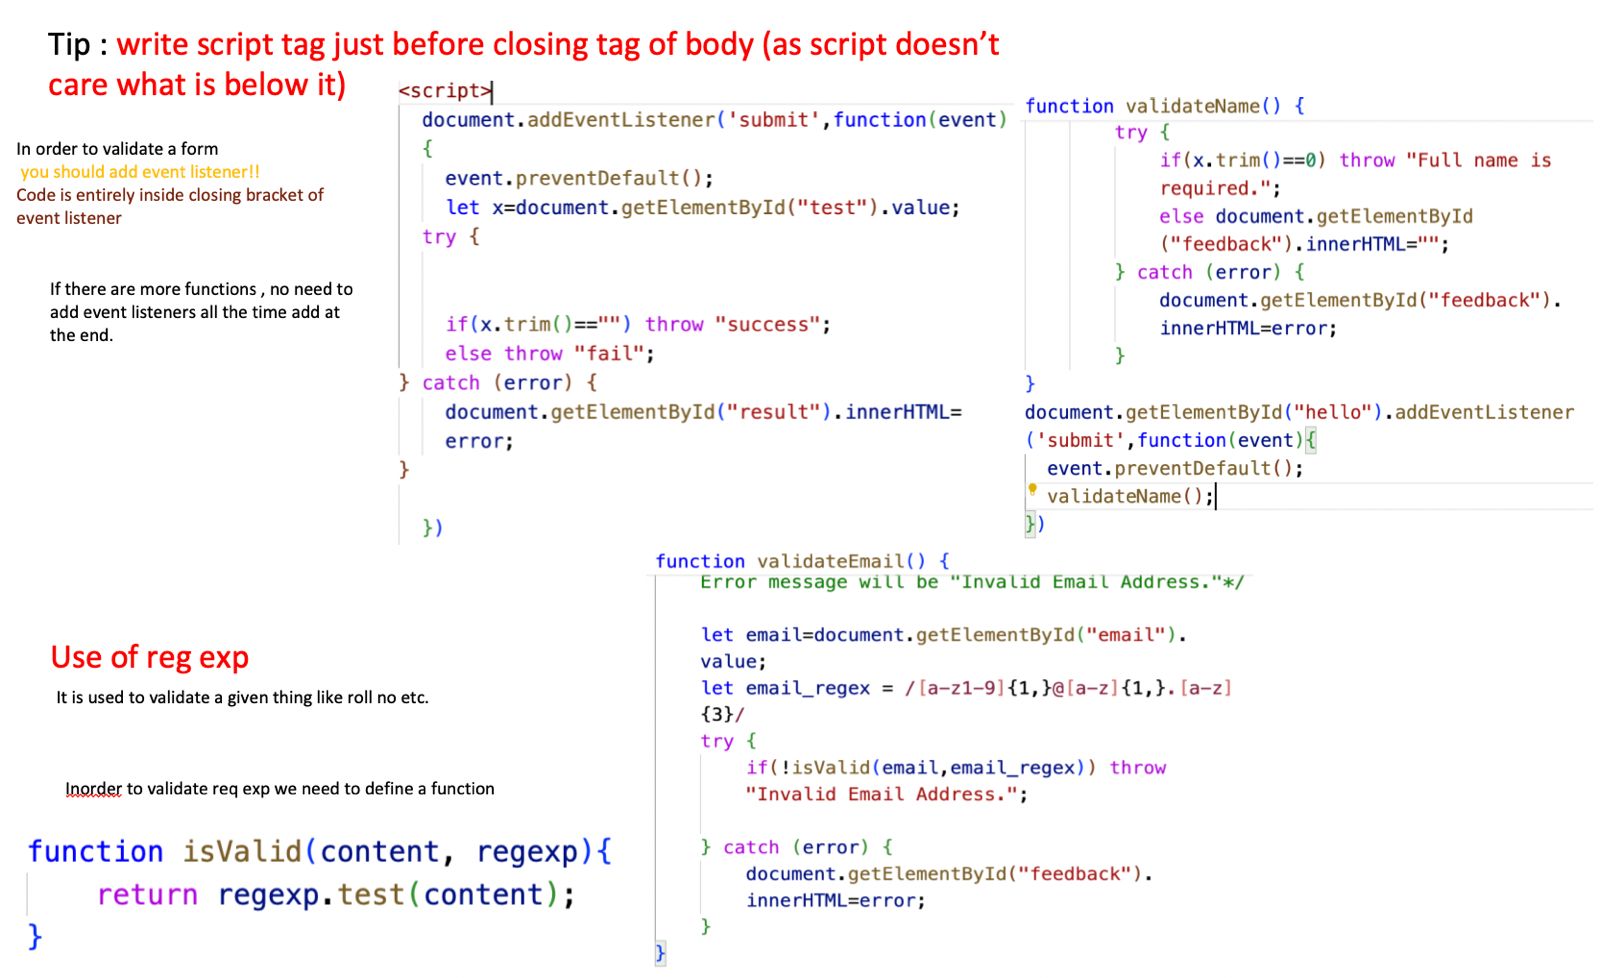 Tip : write script tag just before closing tag of body (as script doesn’t
care what is below it)
In order to validate a form
you should add event listener!!
Code is entirely inside closing bracket of
event listener
If there are more functions , no need to
add event listeners all the time add at
the end.
<script>
document.addEventListener('submit',function(event)
{
event.preventDefault();
let x=document.getElementById("test").value;
try {
if(x.trim()=="") throw "success";
else throw "fail";
} catch (error) {
document.getElementById("result").innerHTML=
error;
}
})
function validateName() {
try {
if(x.trim()==0) throw "Full name is
required.";
else document.getElementById
("feedback").innerHTML="";
} catch (error) {
document.getElementById("feedback").
innerHTML=error;
}
}
document.getElementById("hello").addEventListener
('submit',function(event){
event.preventDefault();
validateName();
})
function validateEmail() {
Error message will be "Invalid Email Address."*/
let email=document.getElementById("email").
value;
let email_regex = /[a-z1-9]{1,}@[a-z]{1,}.[a-z]
{3}/
try {
if(!isValid(email,email_regex)) throw
"Invalid Email Address.";
} catch (error) {
document.getElementById("feedback").
innerHTML=error;
}
}
Use of reg exp
It is used to validate a given thing like roll no etc.
Inorder to validate req exp we need to define a function
function isValid(content, regexp){
return regexp.test(content);
}